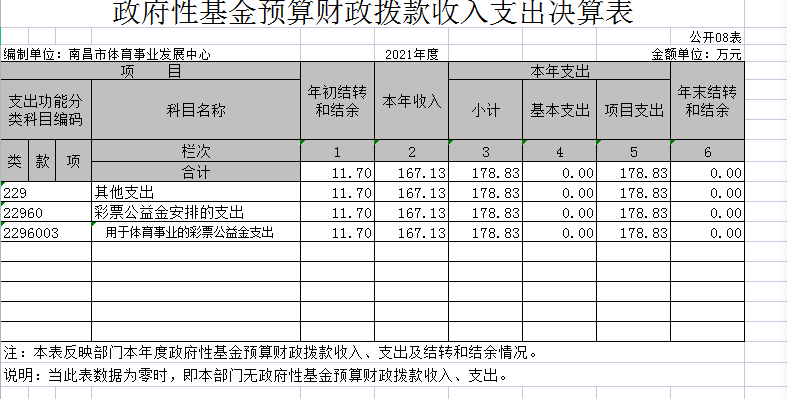 政府性基金预算财政拨款收入支出决算表
公开08表
编制单位：南昌市体育事业发展中心 2021年度 金额单位：万元
项 目 年初结转和结余 本年收入 本年支出 年末结转和结余
支出功能分类科目编码 科目名称 小计 基本支出 项目支出
类 款 项 栏次 1 2 3 4 5 6
合计 11.70 167.13 178.83 0.00 178.83 0.00
229 其他支出 11.70 167.13 178.83 0.00 178.83 0.00
22960 彩票公益金安排的支出 11.70 167.13 178.83 0.00 178.83 0.00
2296003 用于体育事业的彩票公益金支出 11.70 167.13 178.83 0.00 178.83 0.00
注：本表反映部门本年度政府性基金预算财政拨款收入、支出及结转和结余情况。
说明：当此表数据为零时，即本部门无政府性基金预算财政拨款收入、支出。